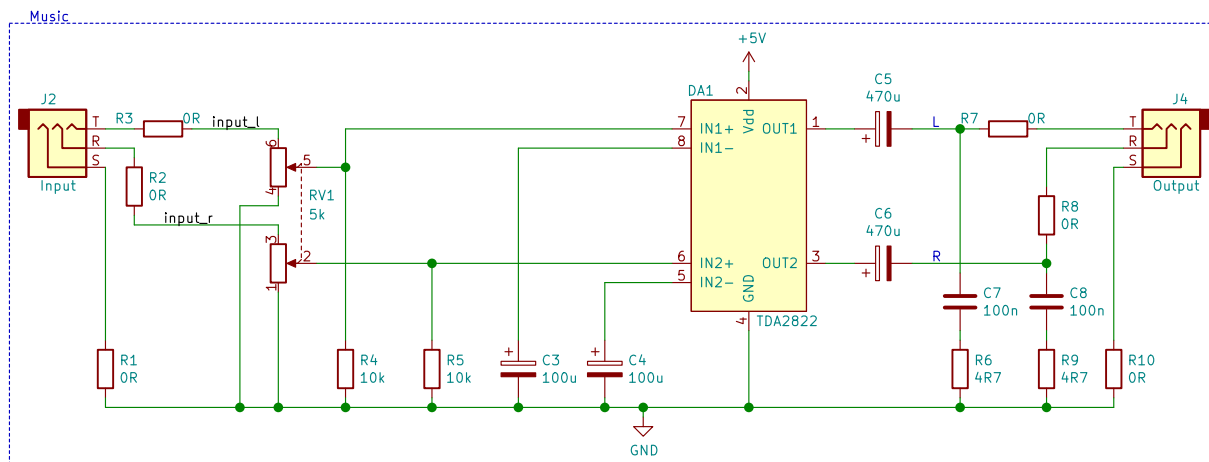 Music
+5V
J2
T
R
S
Input
R3
0R
input_l
R2
0R
input_r
R1
0R
6
5
4
RV1
5k
3
2
1
R4
10k
R5
10k
C3
+
100u
C4
+
100u
DA1
2
Vdd
7
IN1+
OUT1
1
8
IN1-
6
IN2+
OUT2
3
5
IN2-
GND
4
TDA2822
GND
C5
470u
+
L
C6
470u
+
R
R7
0R
R8
0R
C7
100n
C8
100n
R6
4R7
R9
4R7
R10
0R
J4
T
R
S
Output